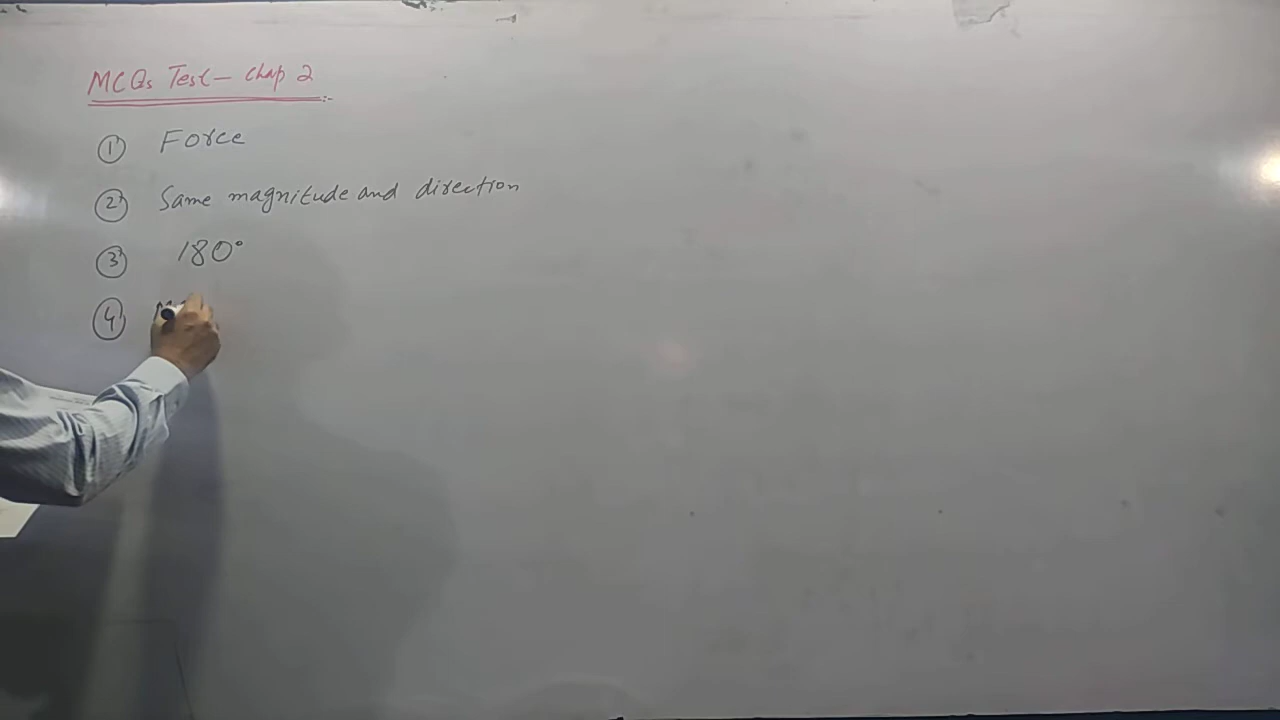 MCQs Test - Chap 2
① Force
② Same magnitude and direction
③ 180°
④